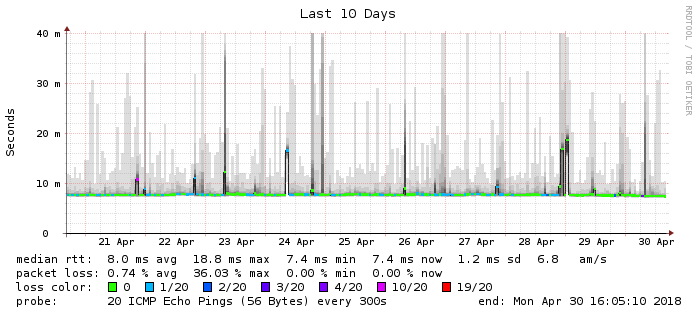 Last 10 Days
RRDTOOL / TOBI OETIKER
Seconds
40 m
30 m
20 m
10 m
0
21 Apr 22 Apr 23 Apr 24 Apr 25 Apr 26 Apr 27 Apr 28 Apr 29 Apr 30 Apr
median rtt: 8.0 ms avg 18.8 ms max 7.4 ms min 7.4 ms now 1.2 ms sd 6.8 am/s
packet loss: 0.74 % avg 36.03 % max 0.00 % min 0.00 % now
loss color: 0 1/20 2/20 3/20 4/20 10/20 19/20
probe: 20 ICMP Echo Pings (56 Bytes) every 300s end: Mon Apr 30 16:05:10 2018